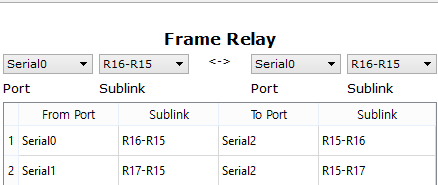 Frame Relay
Serial0 R16-R15 <-> Serial0 R16-R15
Port Sublink Port Sublink
From Port Sublink To Port Sublink
1 Serial0 R16-R15 Serial2 R15-R16
2 Serial1 R17-R15 Serial2 R15-R17